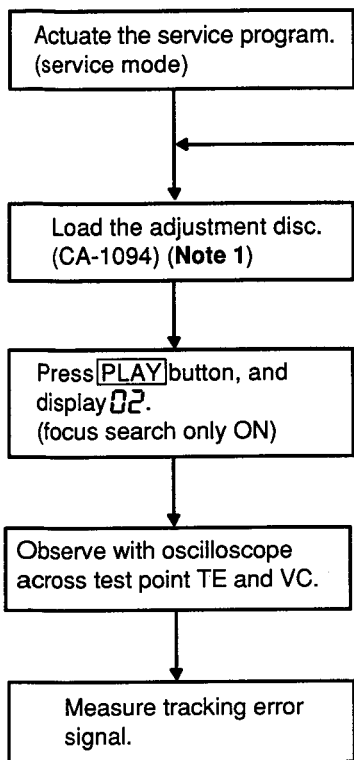 Actuate the service program.
(service mode)
Load the adjustment disc.
(CA-1094) (Note 1)
Press PLAY button, and
display 02.
(focus search only ON)
Observe with oscilloscope
across test point TE and VC.
Measure tracking error
signal.